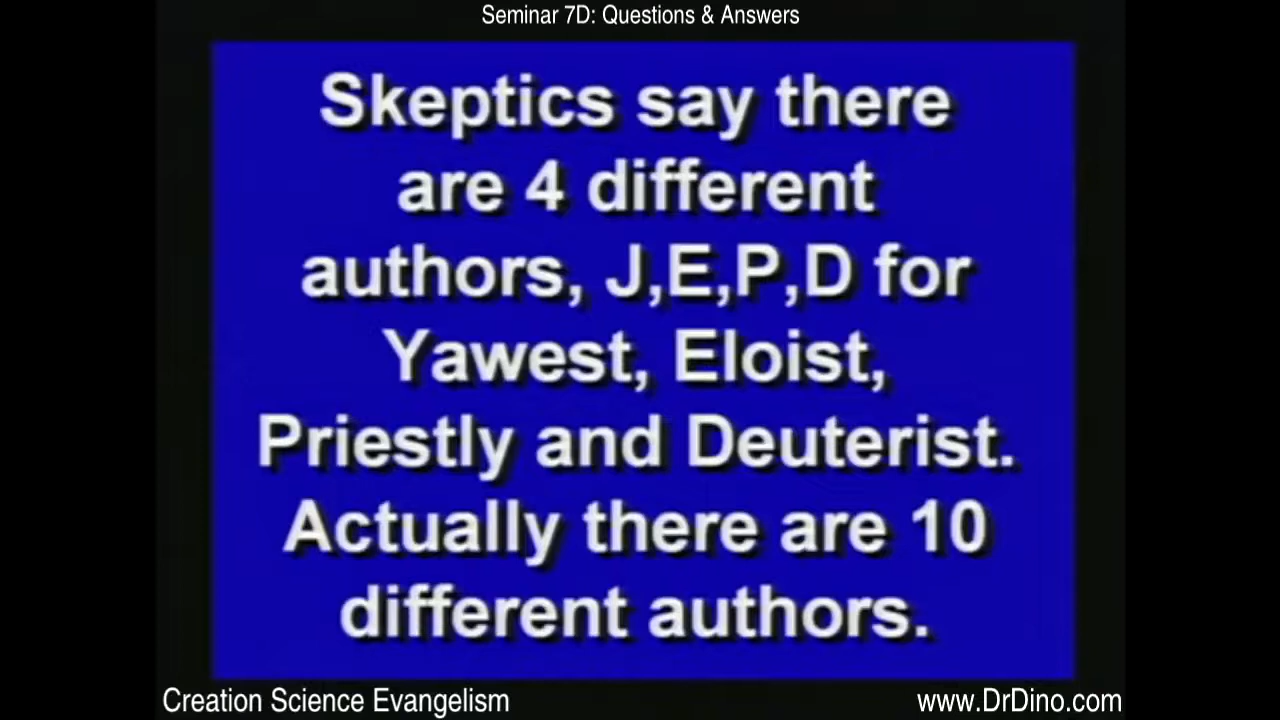 Seminar 7D: Questions & Answers
Skeptics say there
are 4 different
authors, J,E,P,D for
Yawest, Eloist,
Priestly and Deuterist.
Actually there are 10
different authors.
Creation Science Evangelism
www.DrDino.com